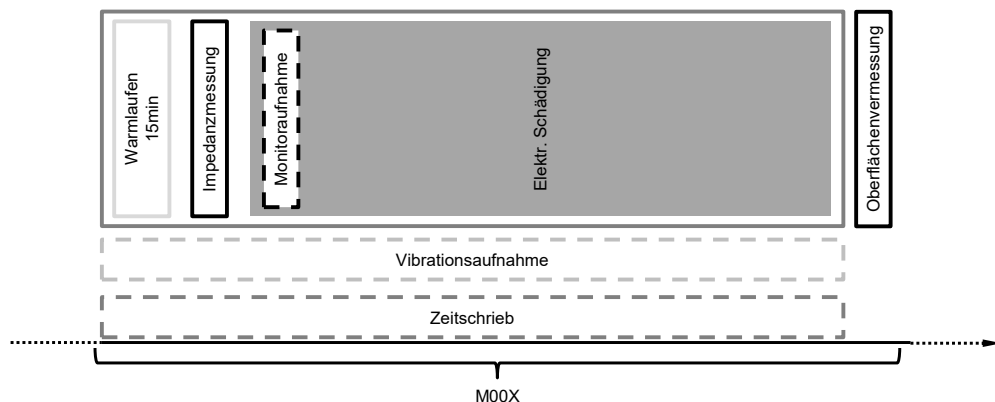 Warmlaufen
15min
Impedanzmessung
Monitoraufnahme
Elektr. Schädigung
Oberflächenvermessung
Vibrationsaufnahme
Zeitschrieb
M00X